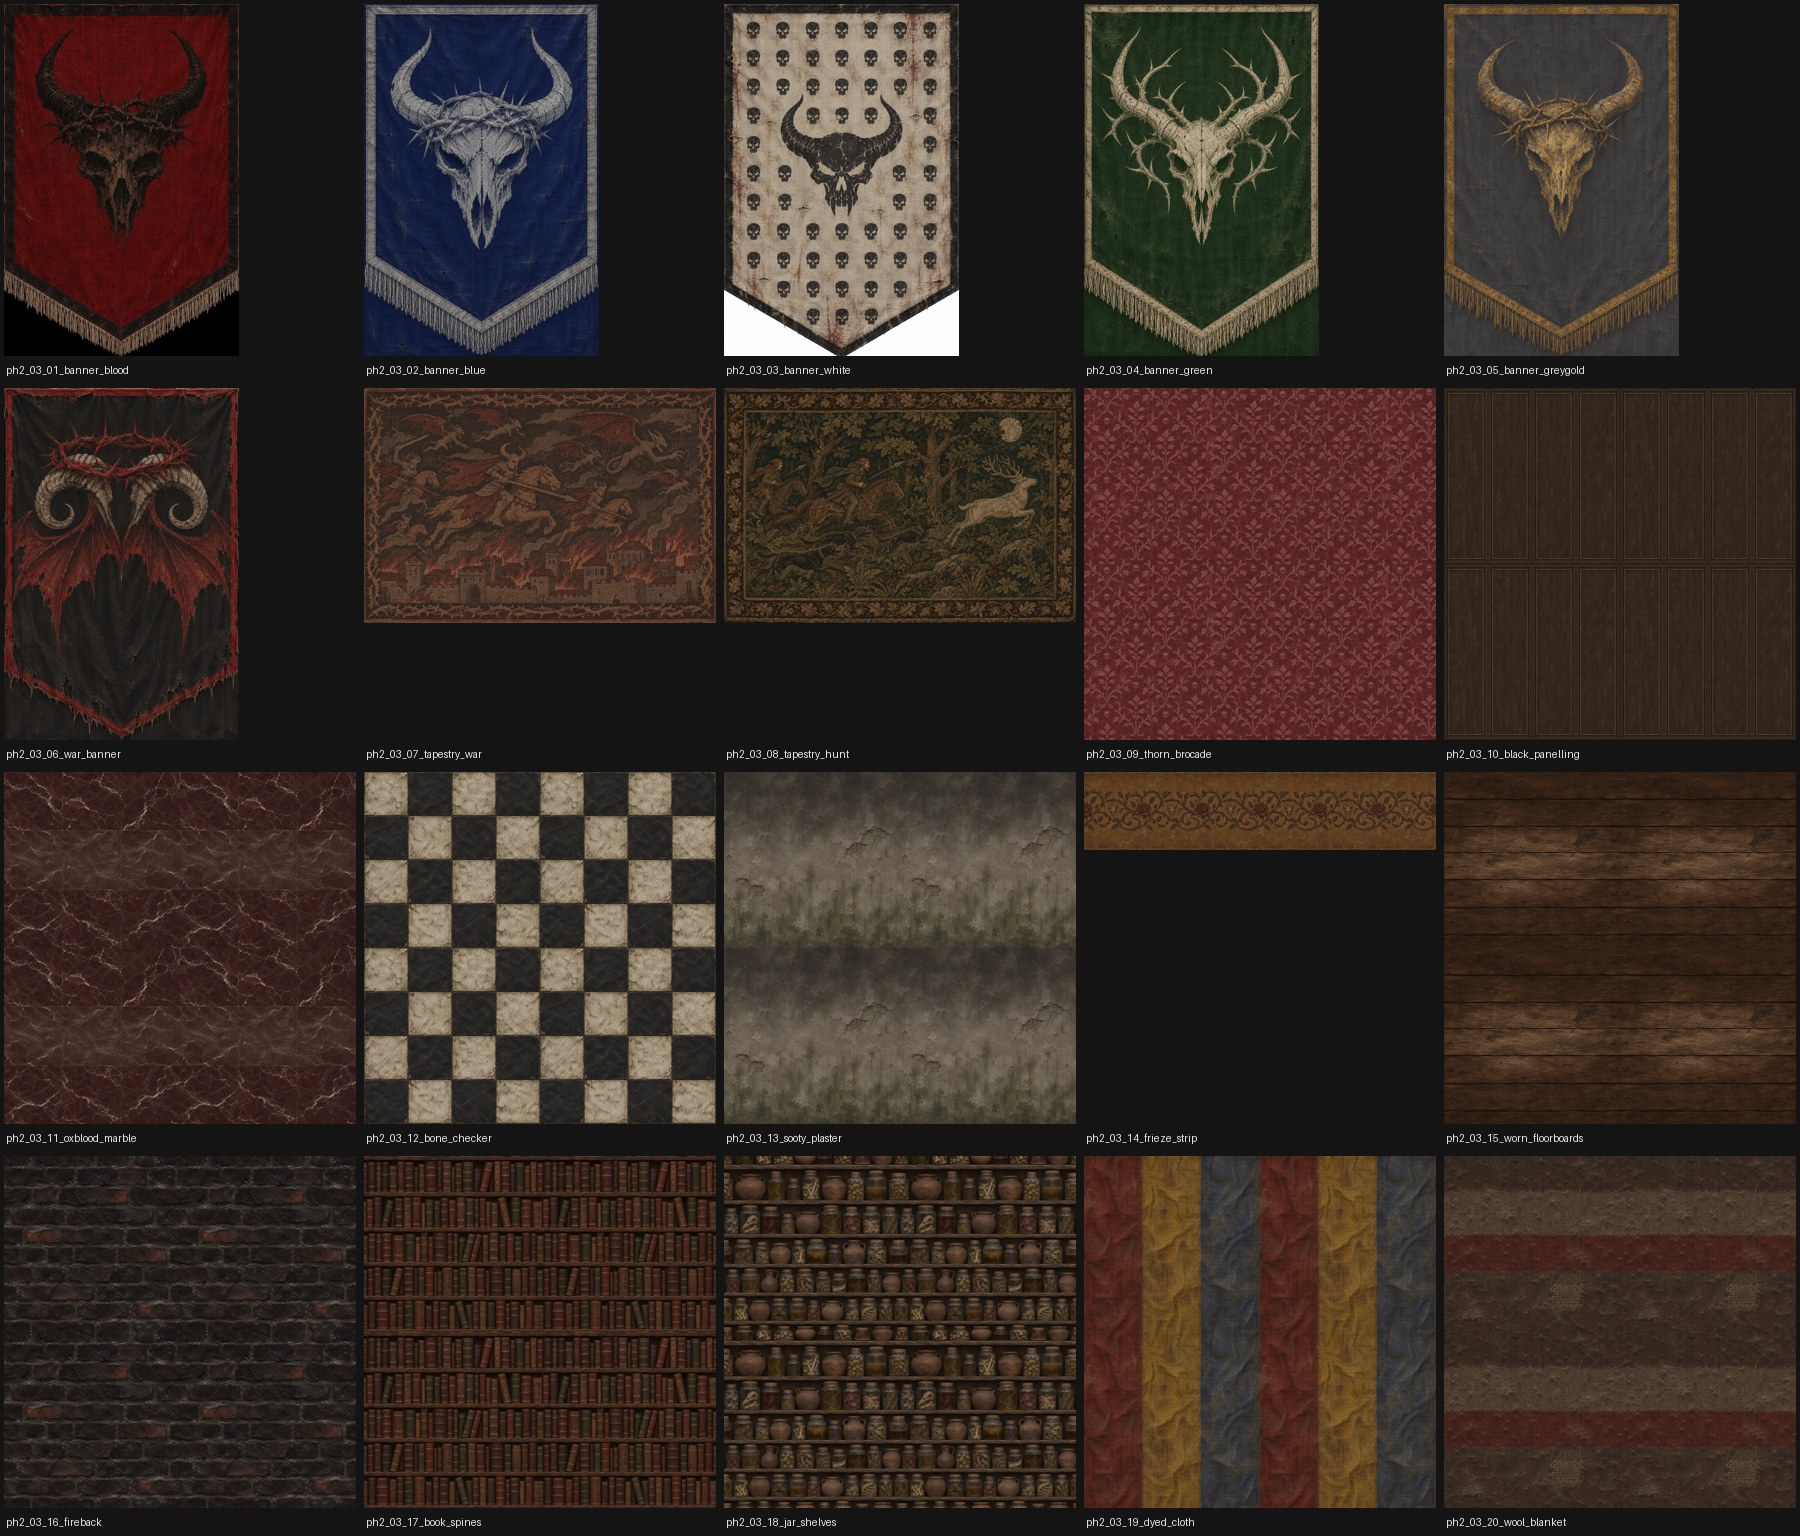 ph2_03_01_banner_blood
ph2_03_02_banner_blue
ph2_03_03_banner_white
ph2_03_04_banner_green
ph2_03_05_banner_greygold
ph2_03_06_war_banner
ph2_03_07_tapestry_war
ph2_03_08_tapestry_hunt
ph2_03_09_thorn_brocade
ph2_03_10_black_panelling
ph2_03_11_oxblood_marble
ph2_03_12_bone_checker
ph2_03_13_sooty_plaster
ph2_03_14_frieze_strip
ph2_03_15_worn_floorboards
ph2_03_16_fireback
ph2_03_17_book_spines
ph2_03_18_jar_shelves
ph2_03_19_dyed_cloth
ph2_03_20_wool_blanket